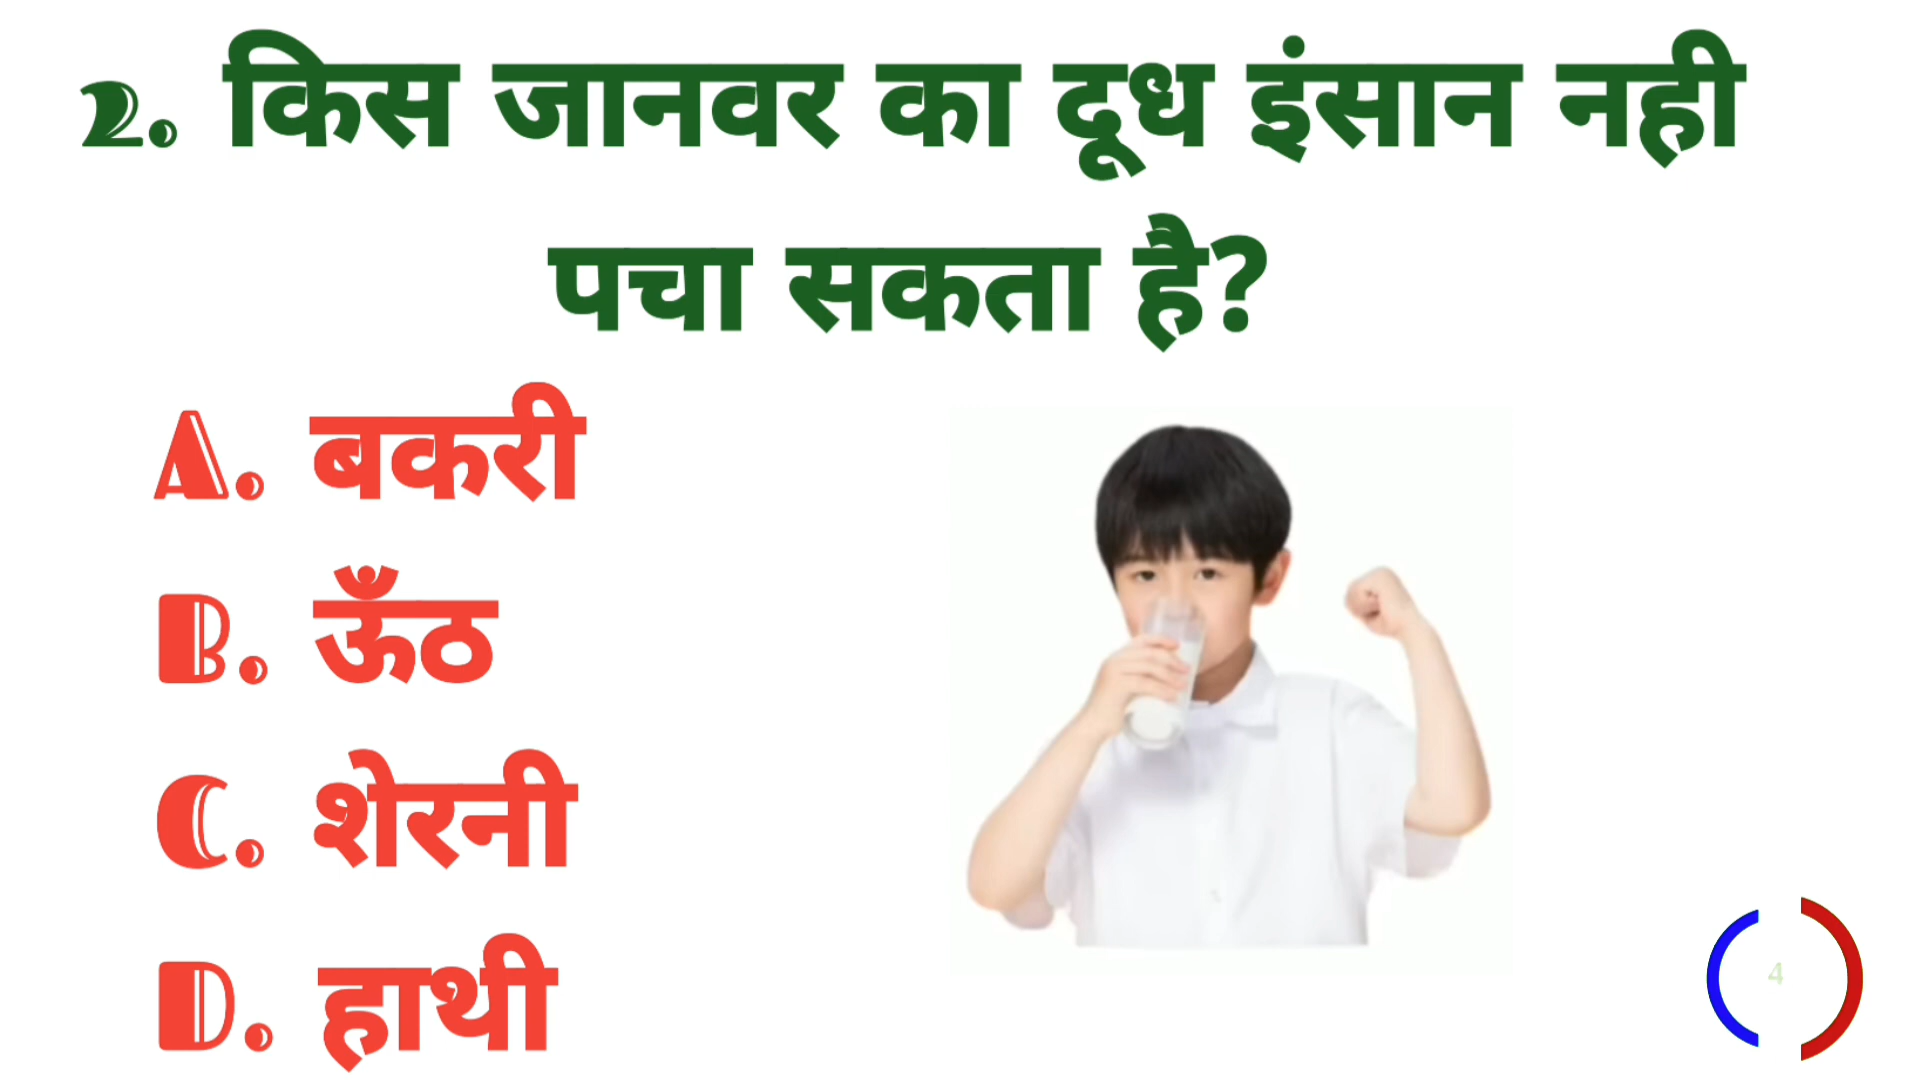 2. किस जानवर का दूध इंसान नही
पचा सकता है?
A. बकरी
B. ऊँठ
C. शेरनी
D. हाथी
4